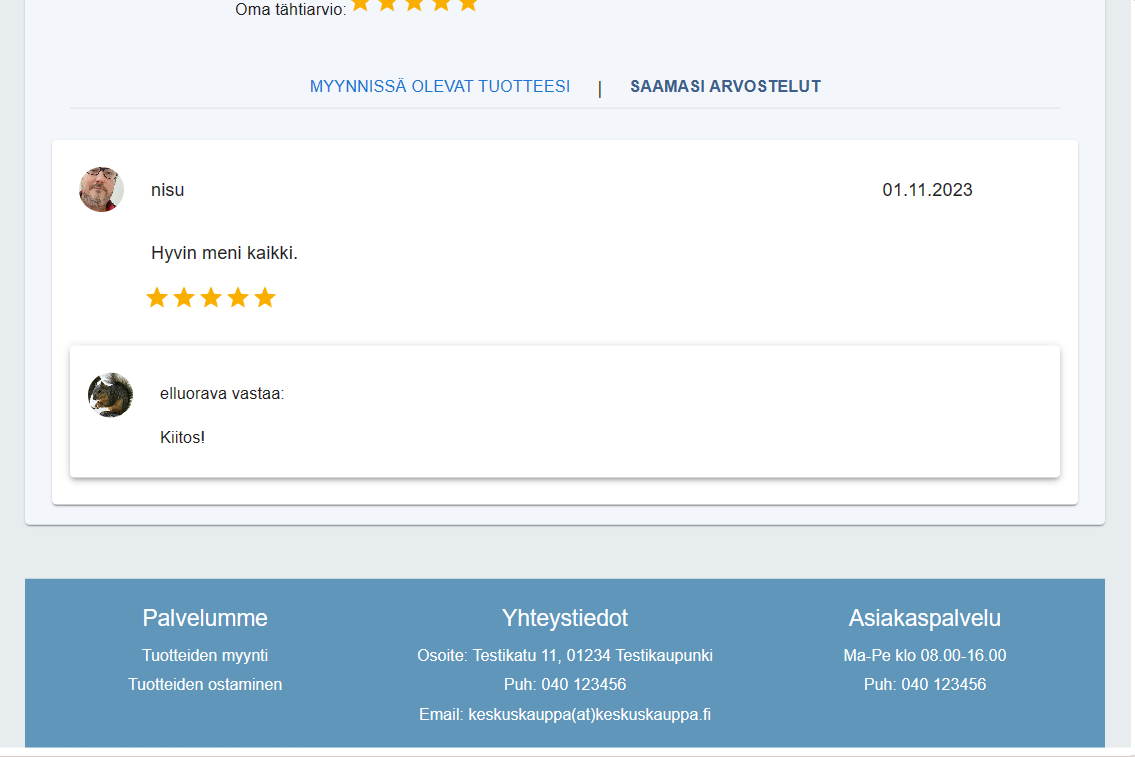 Oma tähtiarvio:
MYYNNISSÄ OLEVAT TUOTTEESI | SAAMASI ARVOSTELUT
nisu 01.11.2023
Hyvin meni kaikki.
elluorava vastaa:
Kiitos!
Palvelumme
Tuotteiden myynti
Tuotteiden ostaminen
Yhteystiedot
Osoite: Testikatu 11, 01234 Testikaupunki
Puh: 040 123456
Email: keskuskauppa(at)keskuskauppa.fi
Asiakaspalvelu
Ma-Pe klo 08.00-16.00
Puh: 040 123456